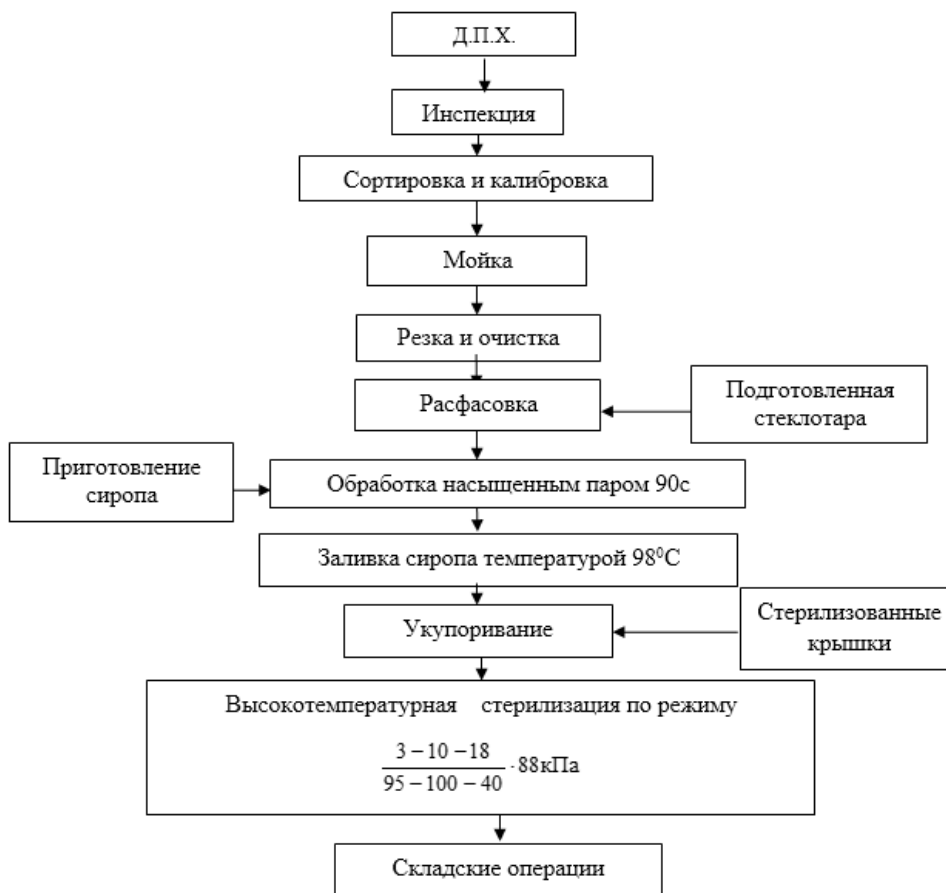 Д.П.Х.
Инспекция
Сортировка и калибровка
Мойка
Резка и очистка
Расфасовка
Подготовленная
стеклотара
Приготовление
сиропа
Обработка насыщенным паром 90с
Заливка сиропа температурой 98⁰С
Укупоривание
Стерилизованные
крышки
Высокотемпературная стерилизация по режиму
3 – 10 – 18
95 – 100 – 40
· 88кПа
Складские операции